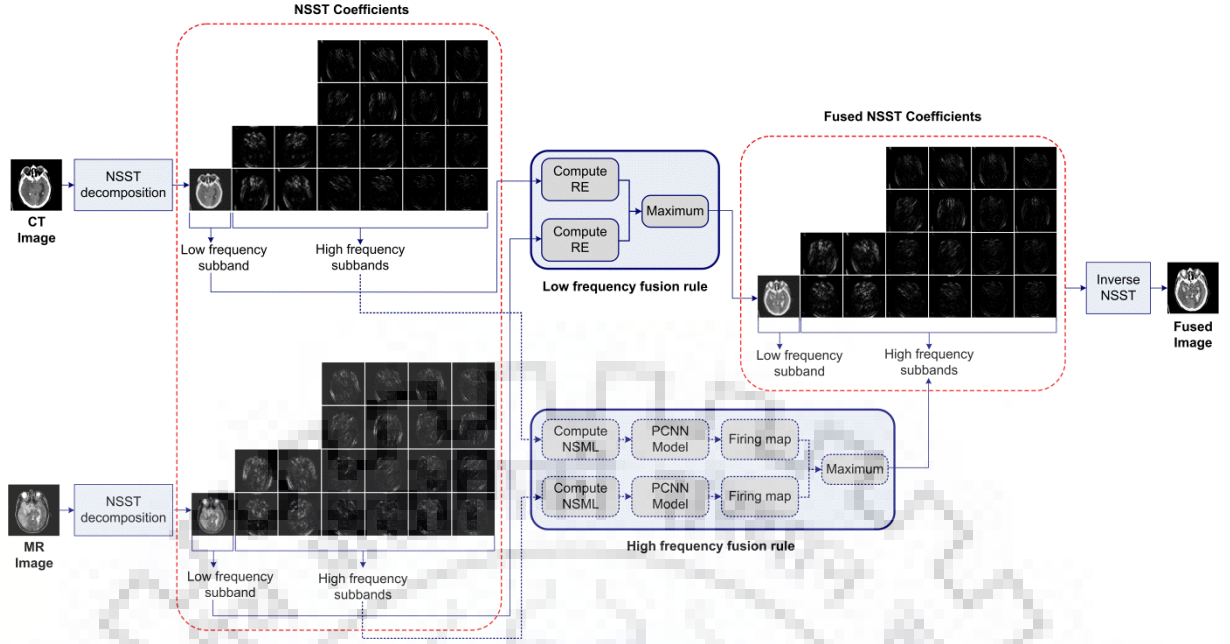 NSST Coefficients
CT
Image
NSST
decomposition
Low frequency
subband
High frequency
subbands
MR
Image
NSST
decomposition
Low frequency
subband
High frequency
subbands
Compute
RE
Compute
RE
Maximum
Low frequency fusion rule
Compute
NSML
PCNN
Model
Firing map
Compute
NSML
PCNN
Model
Firing map
Maximum
High frequency fusion rule
Fused NSST Coefficients
Low frequency
subband
High frequency
subbands
Inverse
NSST
Fused
Image